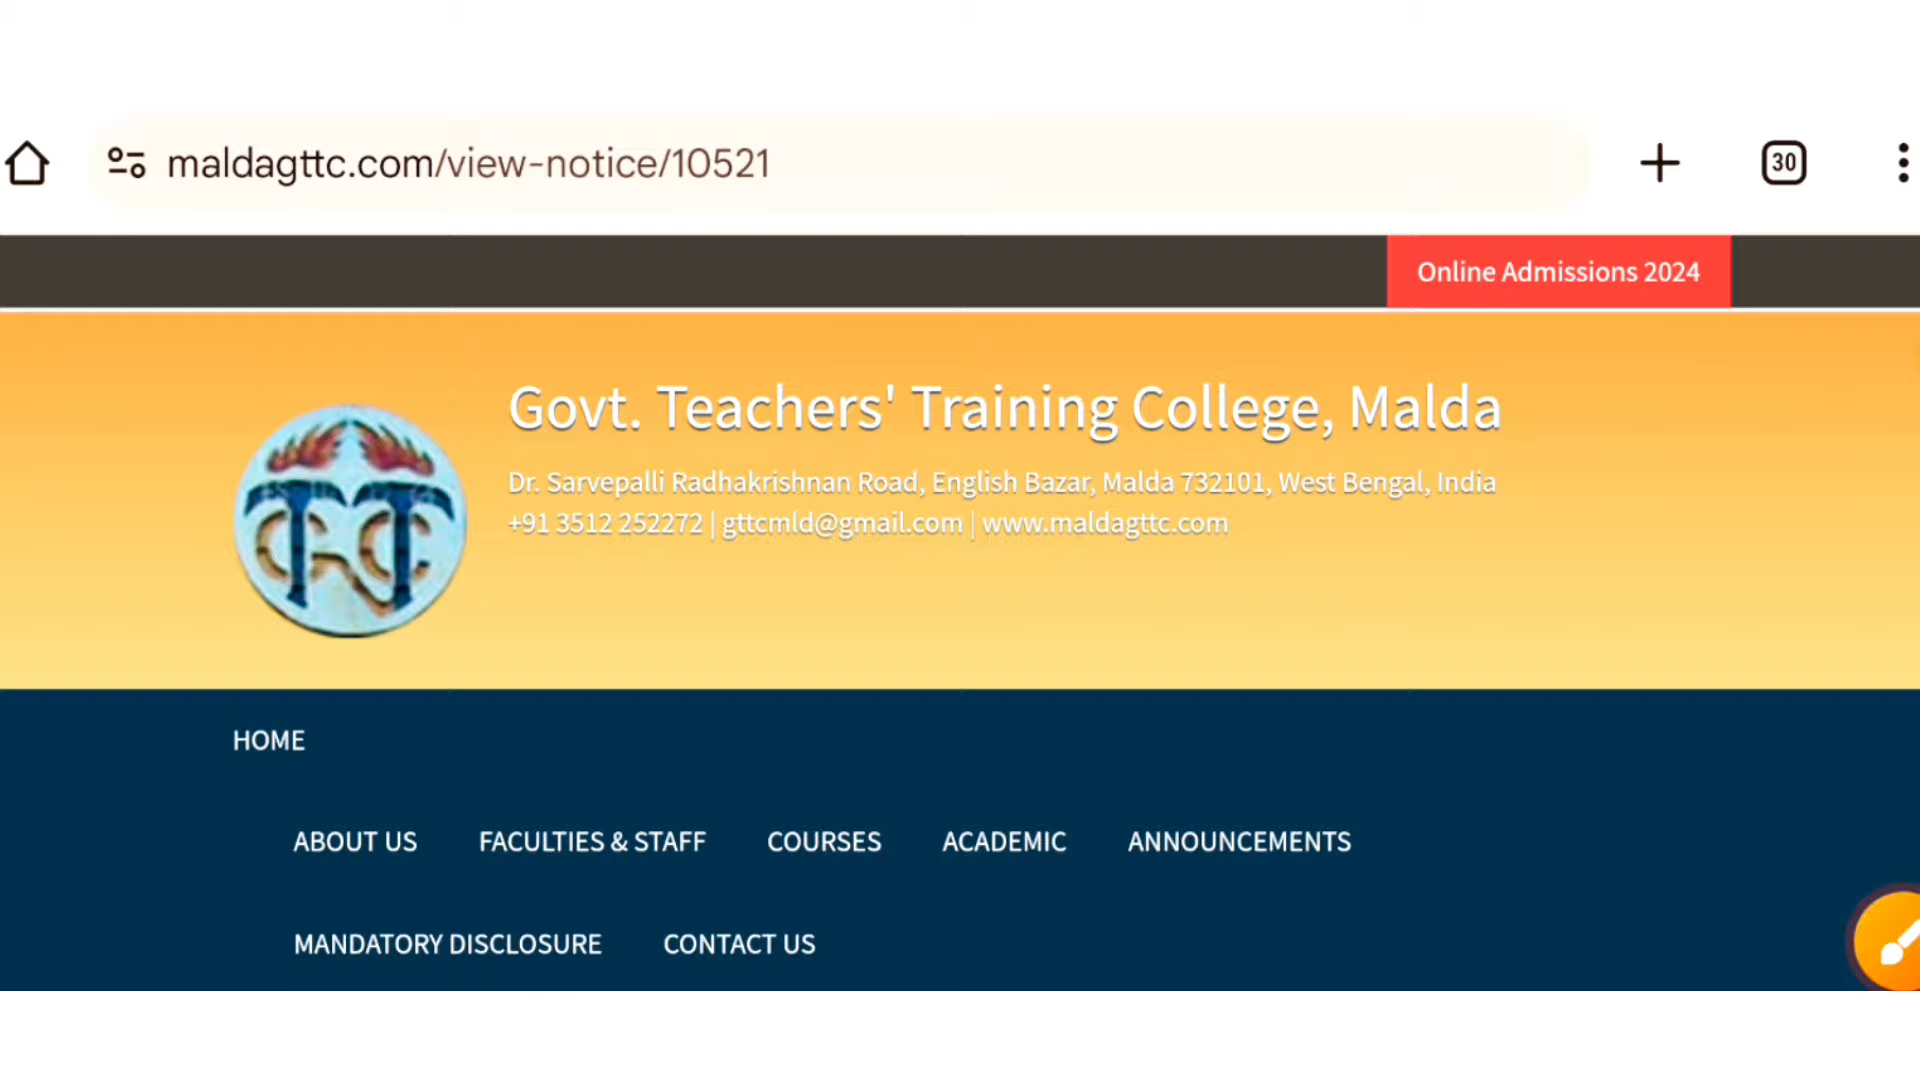 maldagttc.com/view-notice/10521
30
Online Admissions 2024
Govt. Teachers' Training College, Malda
Dr. Sarvepalli Radhakrishnan Road, English Bazar, Malda 732101, West Bengal, India
+91 3512 252272 | gttcmld@gmail.com | www.maldagttc.com
HOME
ABOUT US FACULTIES & STAFF COURSES ACADEMIC ANNOUNCEMENTS
MANDATORY DISCLOSURE CONTACT US